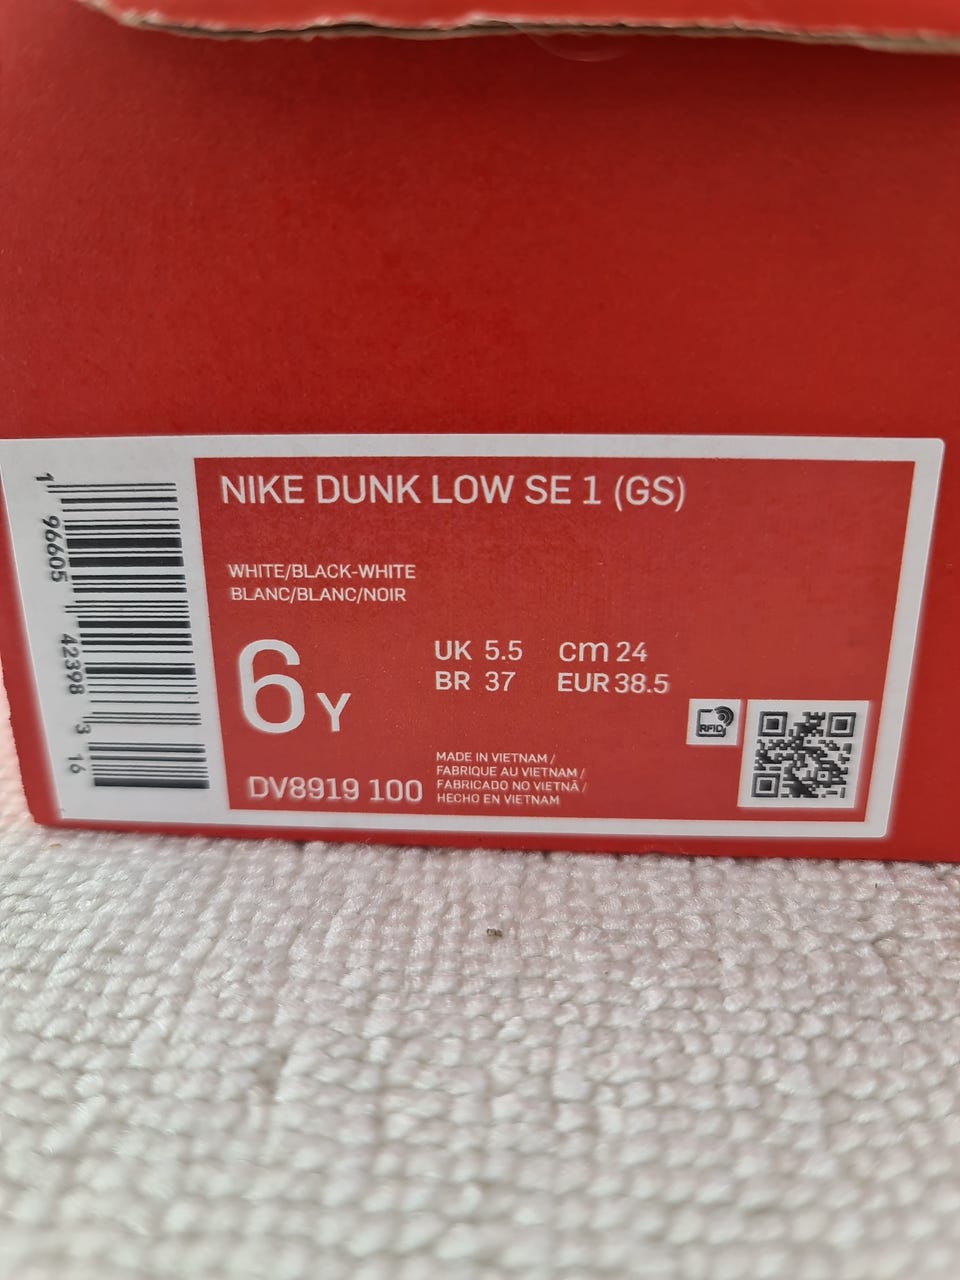 NIKE DUNK LOW SE 1 (GS)
WHITE/BLACK-WHITE
BLANC/BLANC/NOIR
6 Y
UK 5.5 cm 24
BR 37 EUR 38.5
DV8919 100
MADE IN VIETNAM /
FABRIQUE AU VIETNAM /
FABRICADO NO VIETNÃ /
HECHO EN VIETNAM
RFID
1 96605 42398 3 16